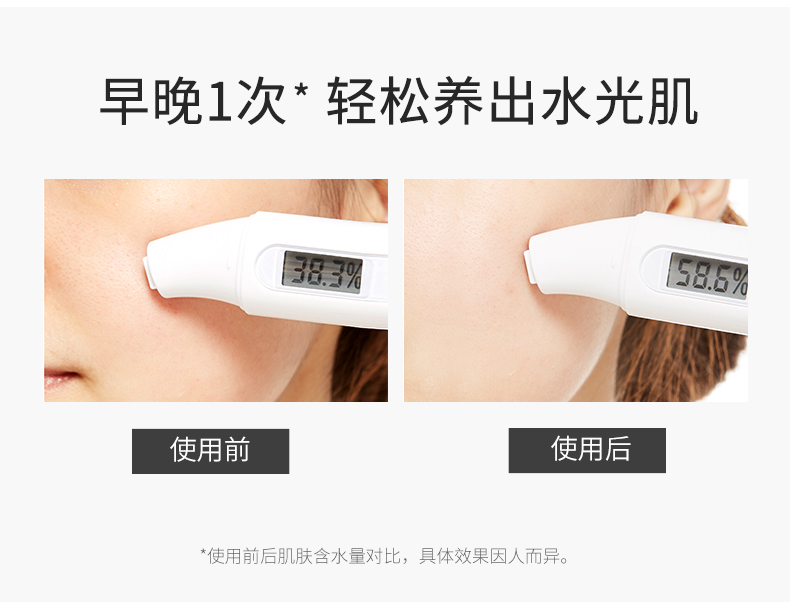 早晚1次* 轻松养出水光肌
38.3%
58.6%
使用前
使用后
*使用前后肌肤含水量对比，具体效果因人而异。